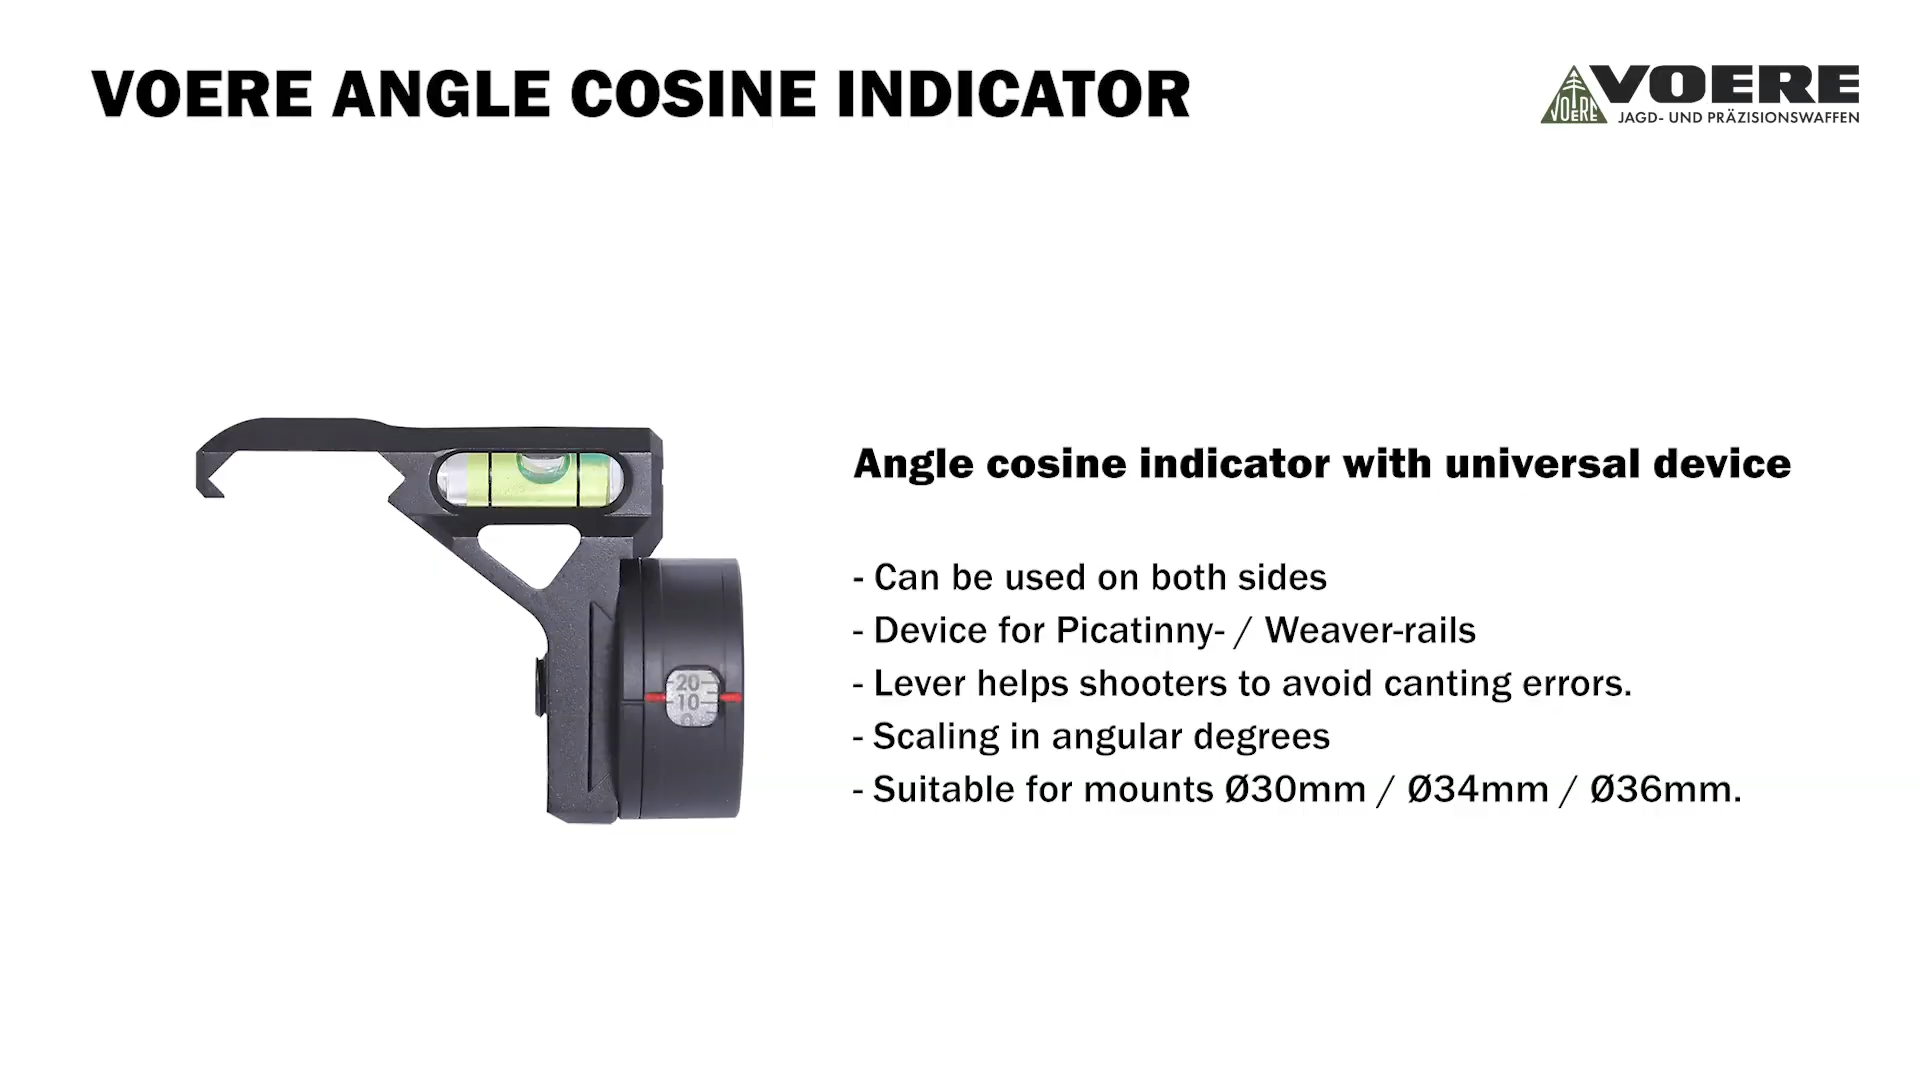 VOERE ANGLE COSINE INDICATOR
VOERE
VOERE
JAGD- UND PRÄZISIONSWAFFEN
Angle cosine indicator with universal device
- Can be used on both sides
- Device for Picatinny- / Weaver-rails
- Lever helps shooters to avoid canting errors.
- Scaling in angular degrees
- Suitable for mounts Ø30mm / Ø34mm / Ø36mm.
20
10
0